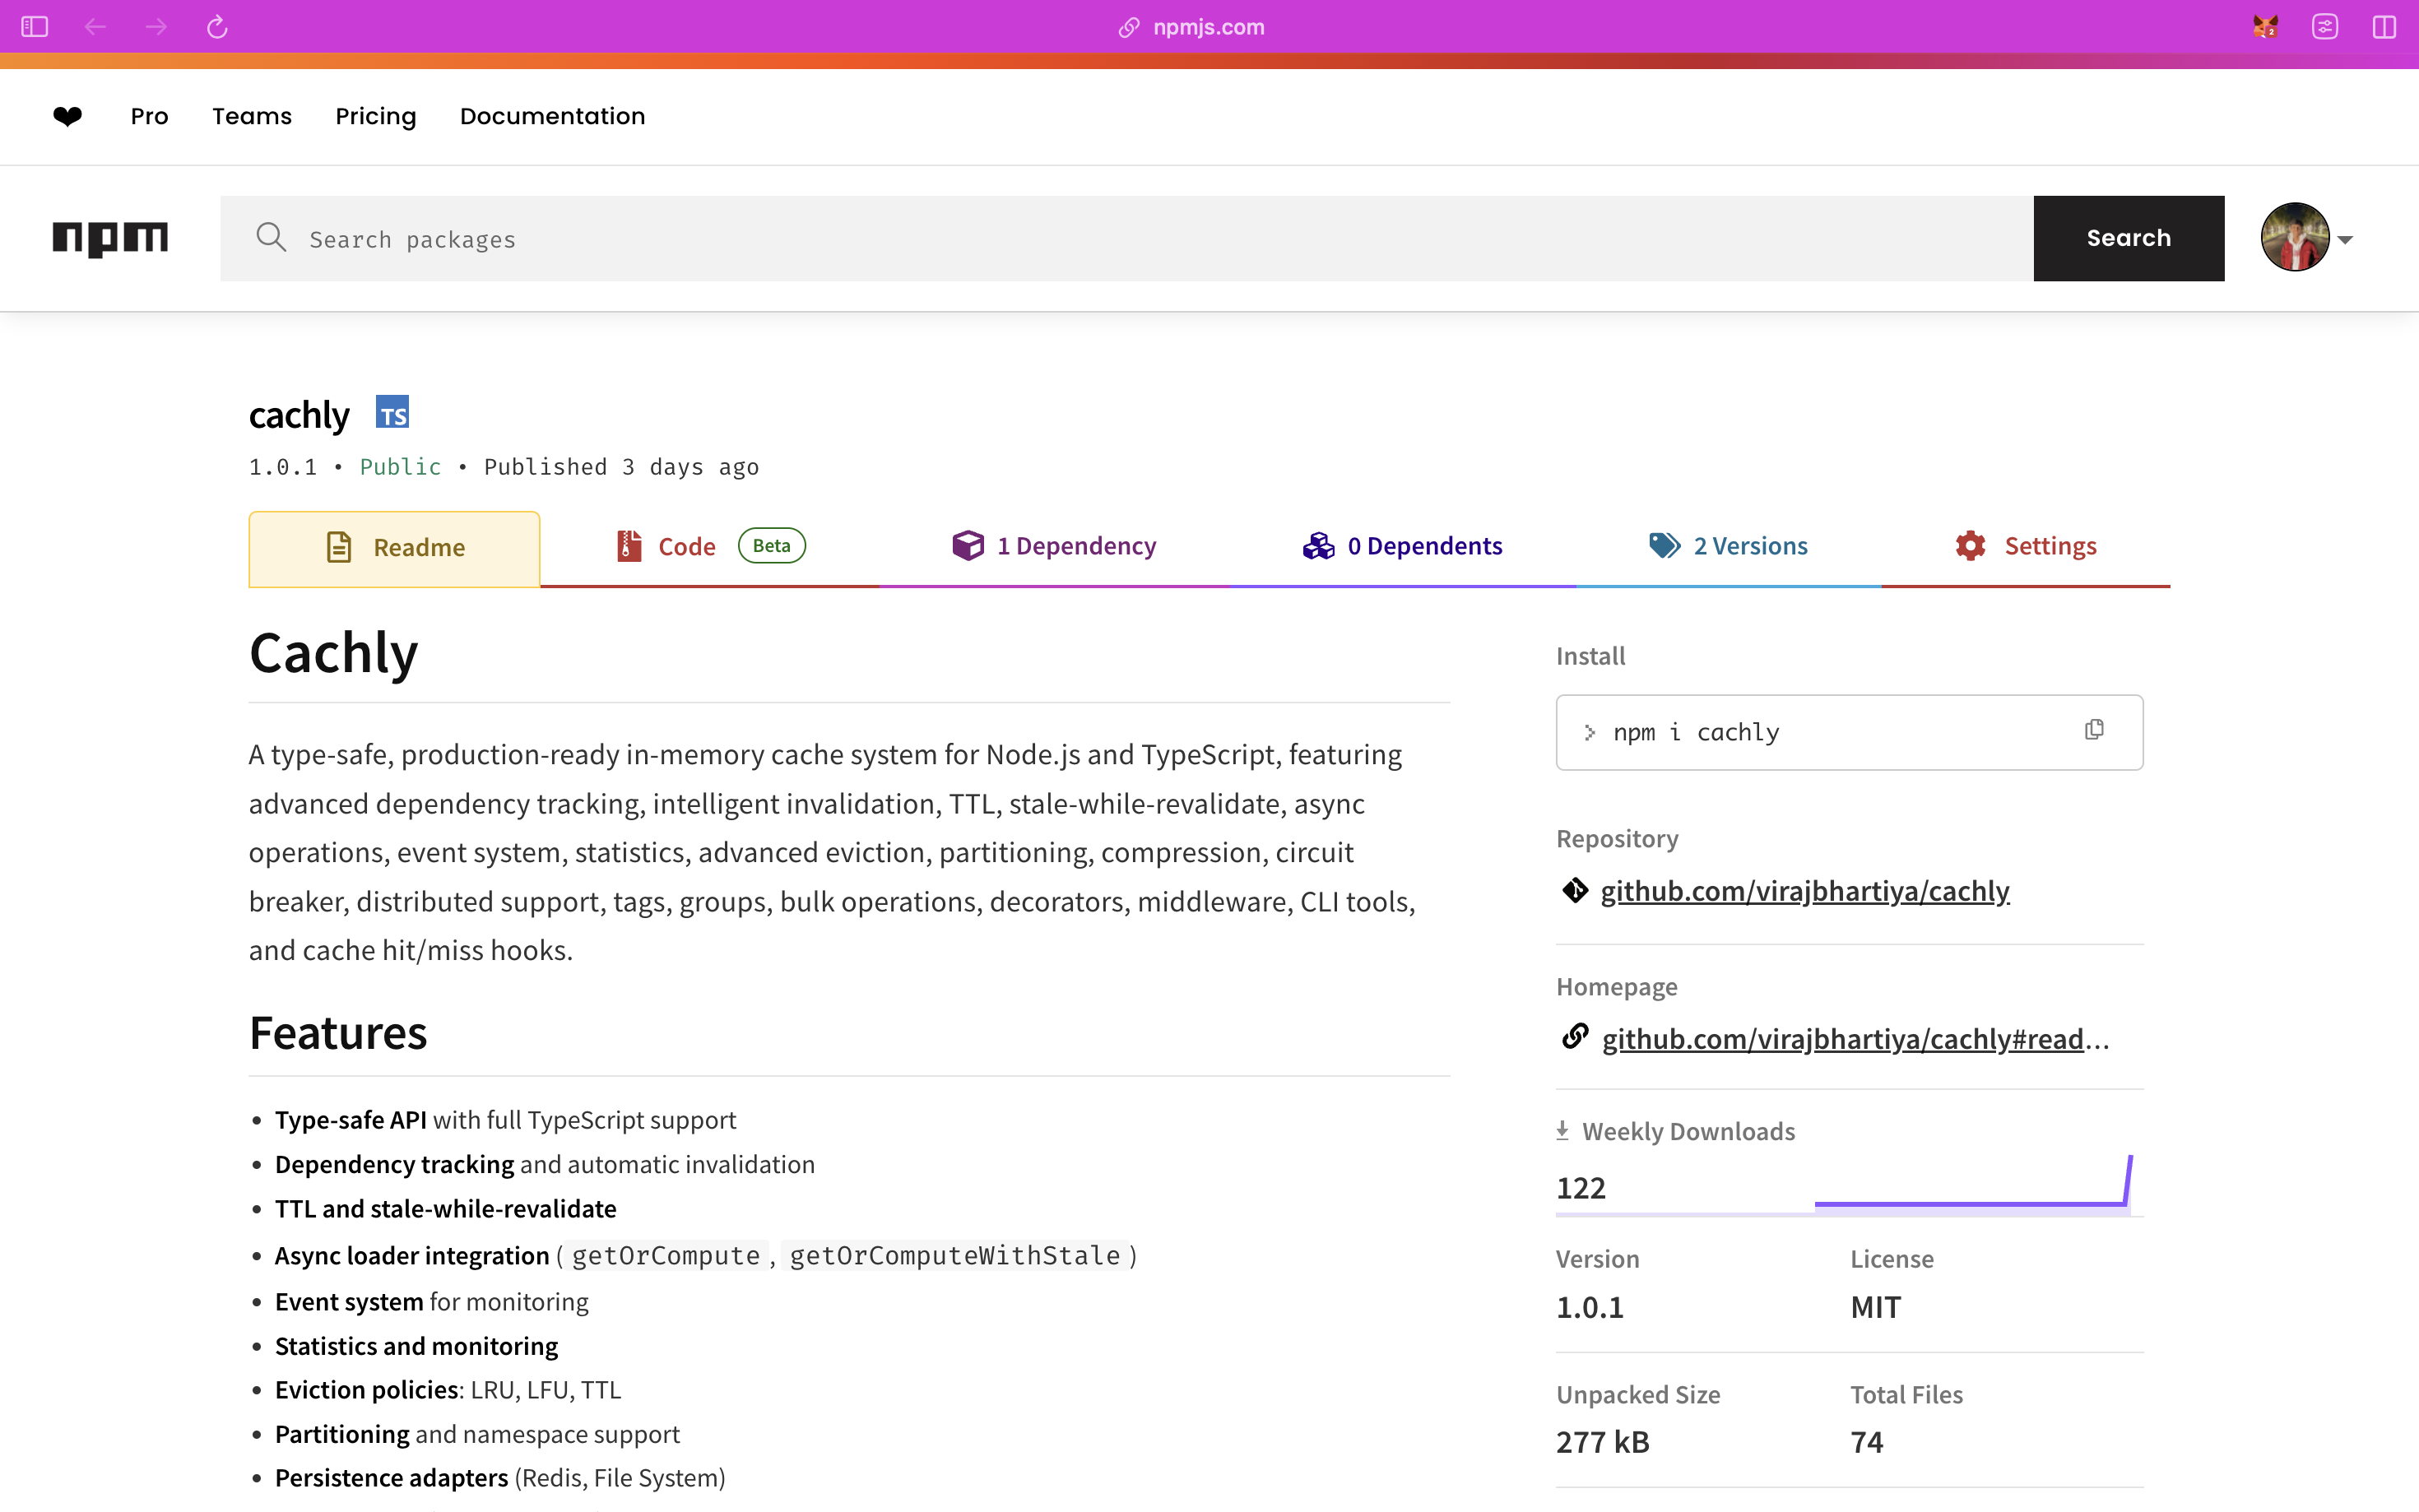 npmjs.com
2
Pro Teams Pricing Documentation
npm Search packages Search
cachly TS
1.0.1 • Public • Published 3 days ago
Readme Code Beta 1 Dependency 0 Dependents 2 Versions Settings
Cachly
A type-safe, production-ready in-memory cache system for Node.js and TypeScript, featuring
advanced dependency tracking, intelligent invalidation, TTL, stale-while-revalidate, async
operations, event system, statistics, advanced eviction, partitioning, compression, circuit
breaker, distributed support, tags, groups, bulk operations, decorators, middleware, CLI tools,
and cache hit/miss hooks.
Features
• Type-safe API with full TypeScript support
• Dependency tracking and automatic invalidation
• TTL and stale-while-revalidate
• Async loader integration ( getOrCompute , getOrComputeWithStale )
• Event system for monitoring
• Statistics and monitoring
• Eviction policies: LRU, LFU, TTL
• Partitioning and namespace support
• Persistence adapters (Redis, File System)
Install
> npm i cachly
Repository
github.com/virajbhartiya/cachly
Homepage
github.com/virajbhartiya/cachly#read...
Weekly Downloads
122
Version License
1.0.1 MIT
Unpacked Size Total Files
277 kB 74